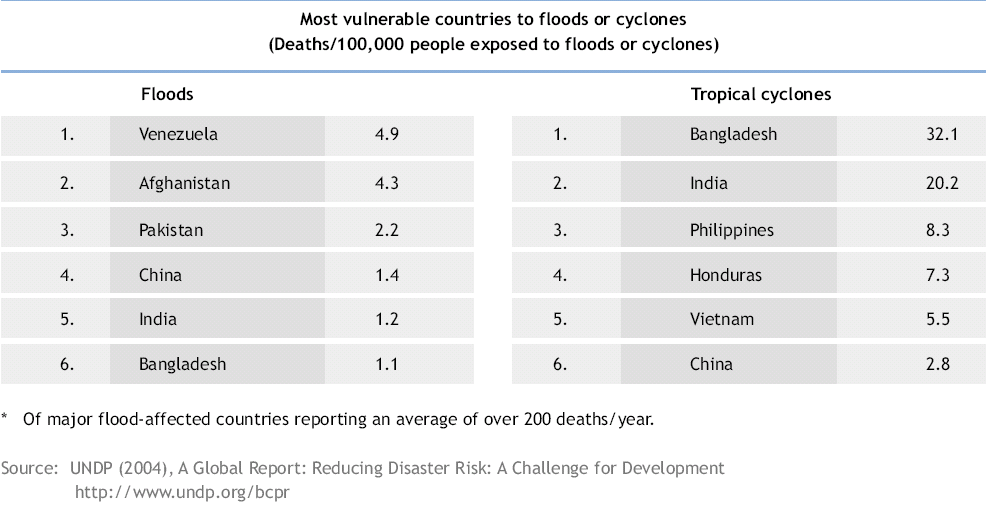 Most vulnerable countries to floods or cyclones
(Deaths/100,000 people exposed to floods or cyclones)
Floods
1. Venezuela 4.9
2. Afghanistan 4.3
3. Pakistan 2.2
4. China 1.4
5. India 1.2
6. Bangladesh 1.1
Tropical cyclones
1. Bangladesh 32.1
2. India 20.2
3. Philippines 8.3
4. Honduras 7.3
5. Vietnam 5.5
6. China 2.8
* Of major flood-affected countries reporting an average of over 200 deaths/year.
Source: UNDP (2004), A Global Report: Reducing Disaster Risk: A Challenge for Development
http://www.undp.org/bcpr